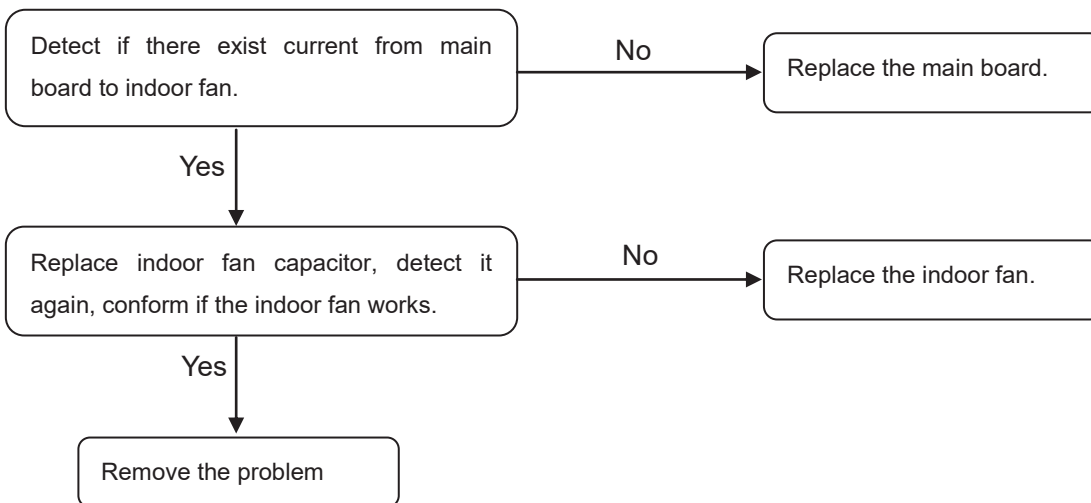 Detect if there exist current from main
board to indoor fan.
No
Replace the main board.
Yes
Replace indoor fan capacitor, detect it
again, conform if the indoor fan works.
No
Replace the indoor fan.
Yes
Remove the problem